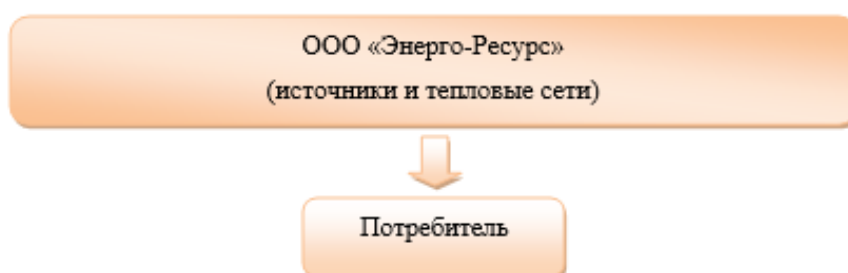 ООО «Энерго-Ресурс»
(источники и тепловые сети)
Потребитель